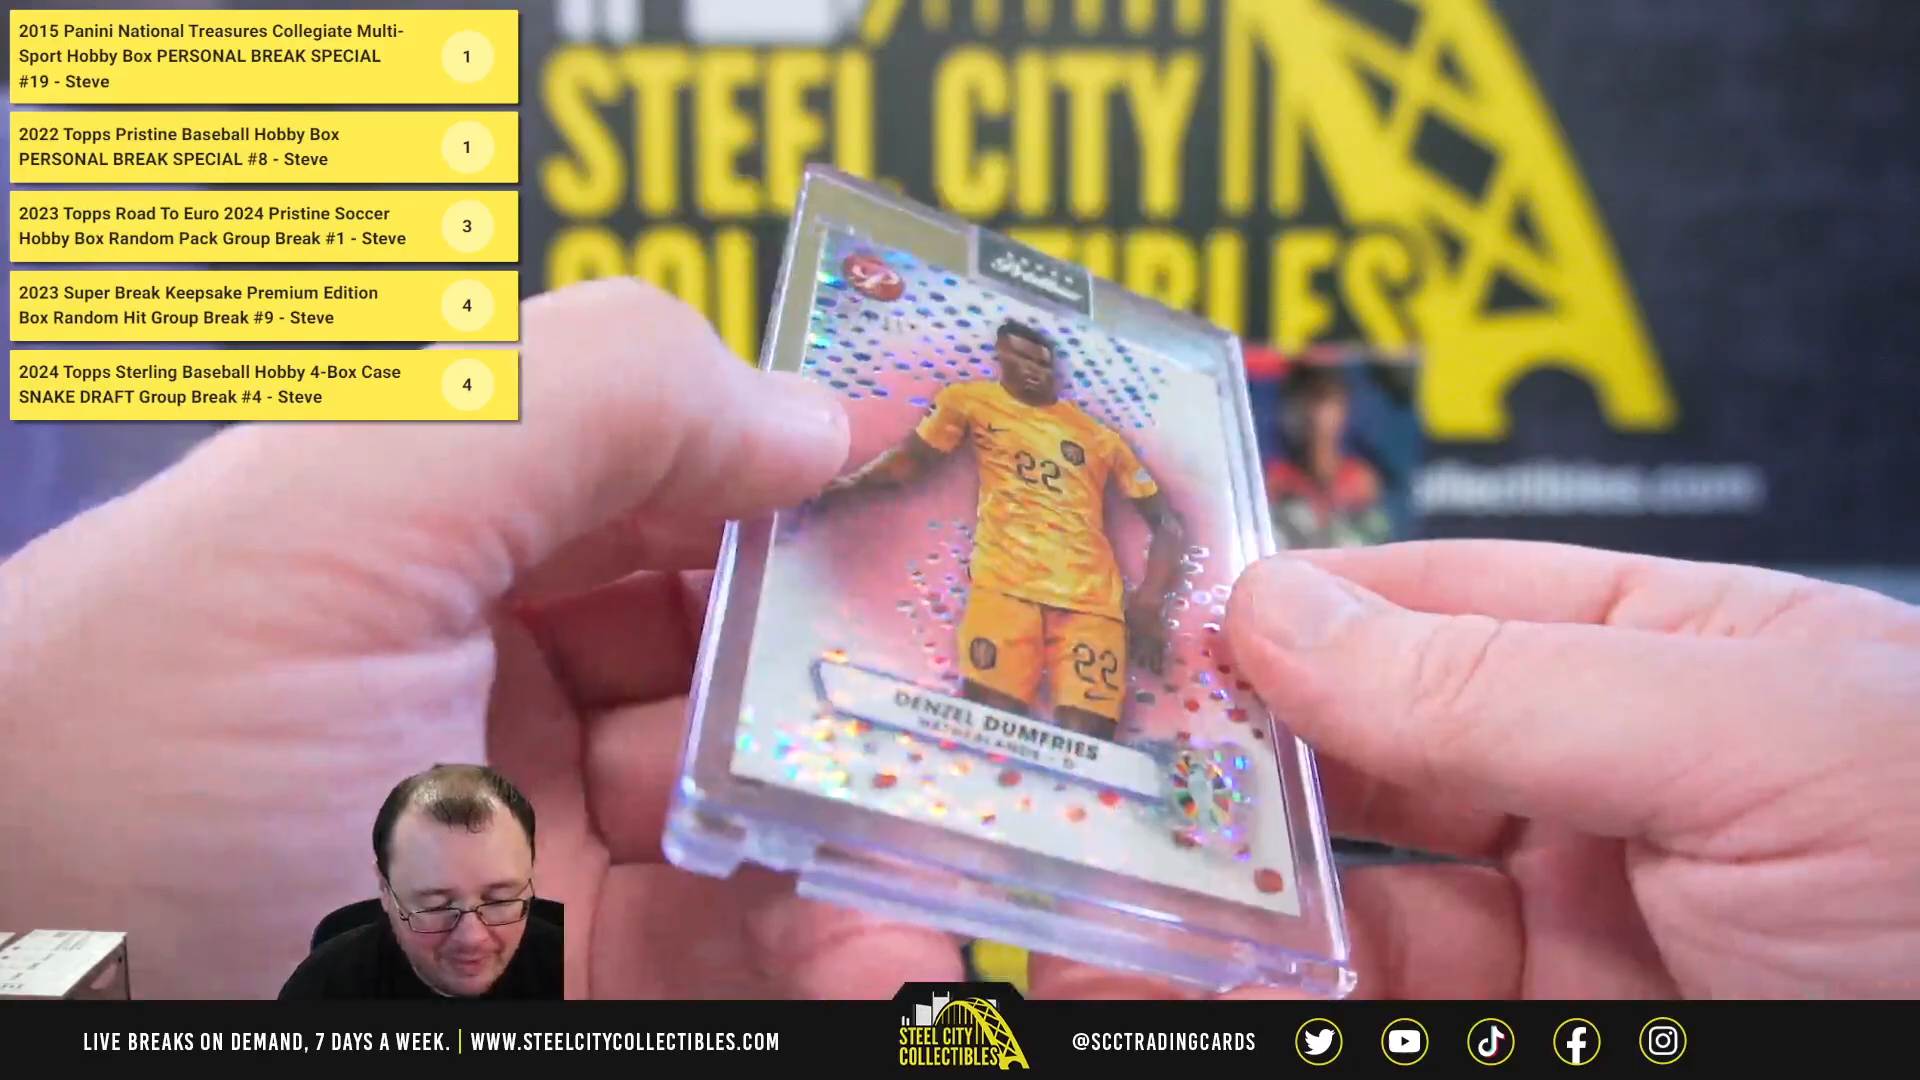 2015 Panini National Treasures Collegiate Multi-
Sport Hobby Box PERSONAL BREAK SPECIAL
#19 - Steve
1
2022 Topps Pristine Baseball Hobby Box
PERSONAL BREAK SPECIAL #8 - Steve
1
2023 Topps Road To Euro 2024 Pristine Soccer
Hobby Box Random Pack Group Break #1 - Steve
3
2023 Super Break Keepsake Premium Edition
Box Random Hit Group Break #9 - Steve
4
2024 Topps Sterling Baseball Hobby 4-Box Case
SNAKE DRAFT Group Break #4 - Steve
4
STEEL CITY
COLLECTIBLES
Pristine
22
22
DENZEL DUMFRIES
NETHERLANDS - D
LIVE BREAKS ON DEMAND, 7 DAYS A WEEK. | WWW.STEELCITYCOLLECTIBLES.COM
STEEL CITY
COLLECTIBLES
@SCCTRADINGCARDS